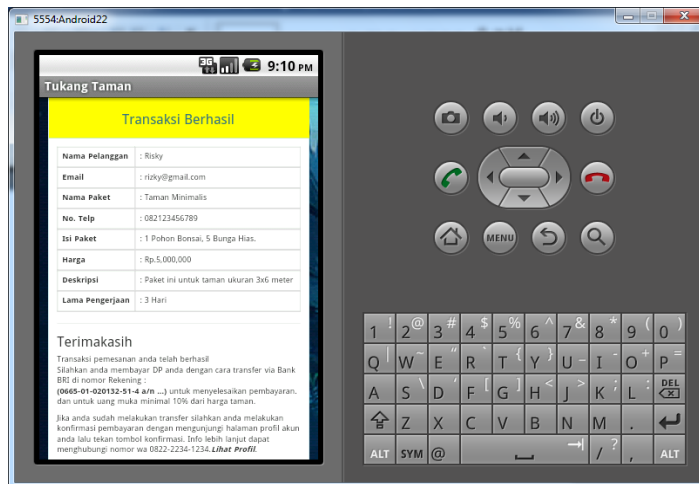 5554:Android22
3G 9:10 PM
Tukang Taman
Transaksi Berhasil
Nama Pelanggan : Risky
Email : rizky@gmail.com
Nama Paket : Taman Minimalis
No. Telp : 082123456789
Isi Paket : 1 Pohon Bonsai, 5 Bunga Hias.
Harga : Rp.5,000,000
Deskripsi : Paket ini untuk taman ukuran 3x6 meter
Lama Pengerjaan : 3 Hari
Terimakasih
Transaksi pemesanan anda telah berhasil
Silahkan anda membayar DP anda dengan cara transfer via Bank
BRI di nomor Rekening :
(0665-01-020132-51-4 a/n ...) untuk menyelesaikan pembayaran,
dan untuk uang muka minimal 10% dari harga taman.
Jika anda sudah melakukan transfer silahkan anda melakukan
konfirmasi pembayaran dengan mengunjungi halaman profil akun
anda lalu tekan tombol konfirmasi. Info lebih lanjut dapat
menghubungi nomor wa 0822-2234-1234.Lihat Profil.
MENU
1 ! 2 @ 3 # 4 $ 5 % 6 ^ 7 & 8 * 9 ( 0 )
Q | W ~ E " R ` T { Y } U _ I - O + P =
A S \ D ' F [ G ] H < J > K ; L : DEL
Z X C V B N M .
ALT SYM @ / ? , ALT